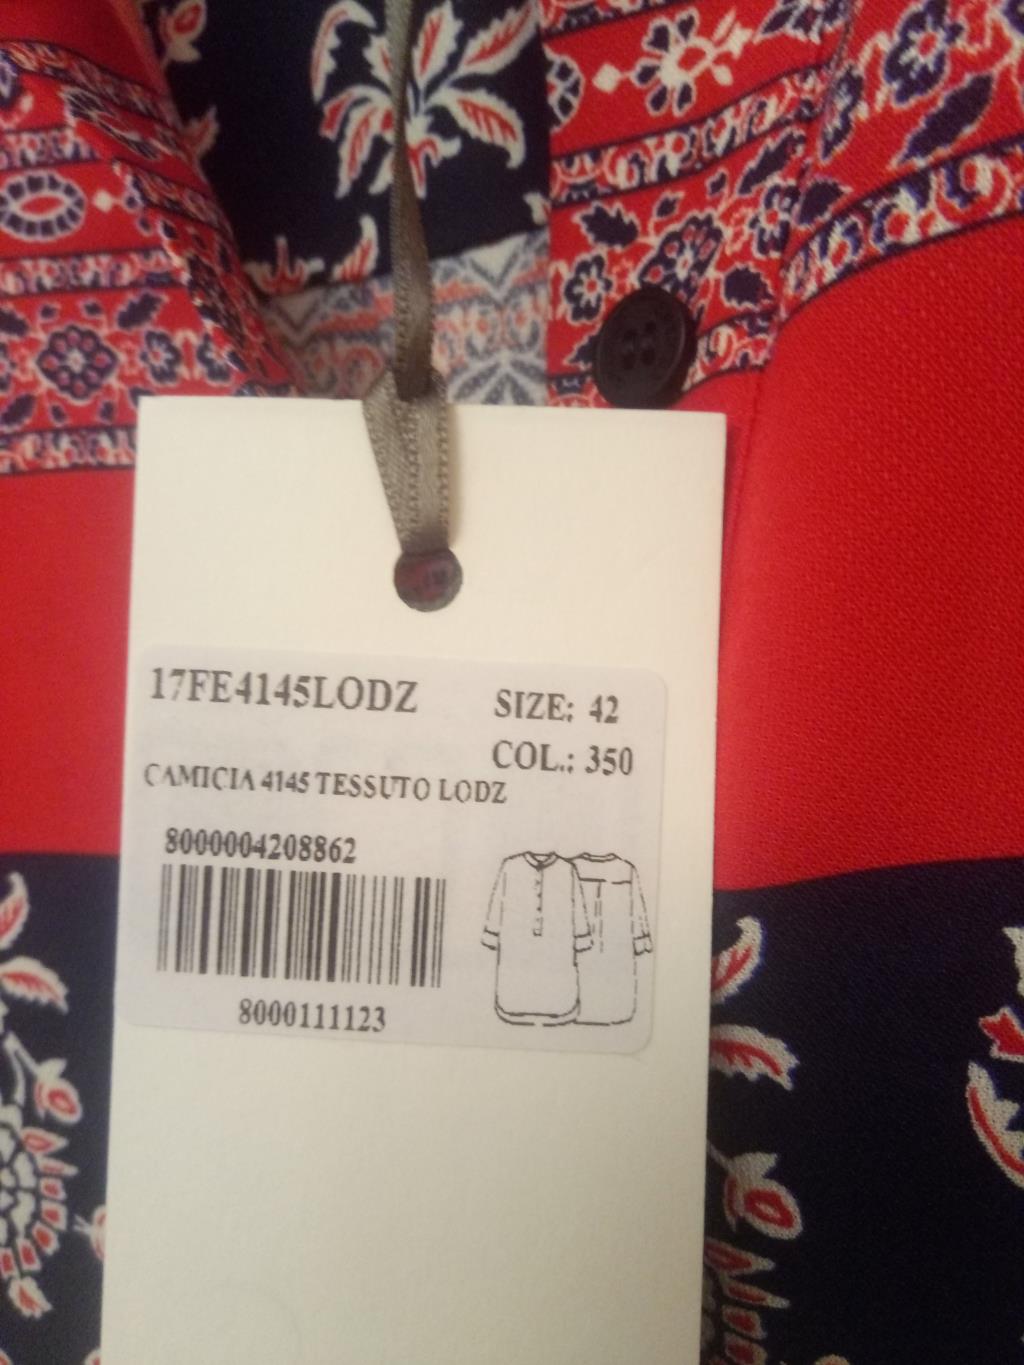 17FE4145LODZ
SIZE: 42
COL.: 350
CAMICIA 4145 TESSUTO LODZ
8000004208862
8000111123